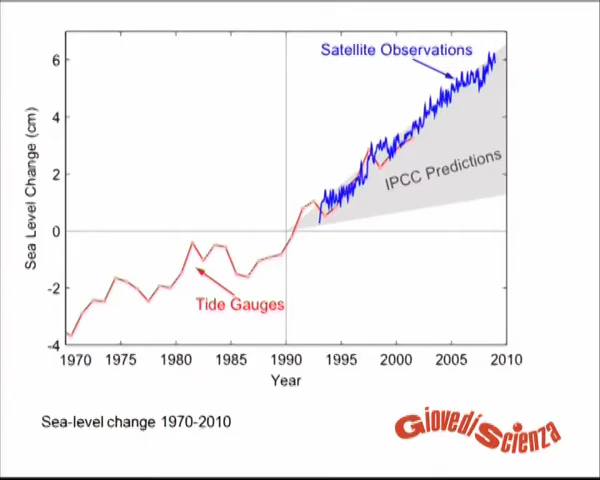 6
4
2
0
-2
-4
Sea Level Change (cm)
Satellite Observations
IPCC Predictions
Tide Gauges
1970 1975 1980 1985 1990 1995 2000 2005 2010
Year
Sea-level change 1970-2010
GiovedìScienza